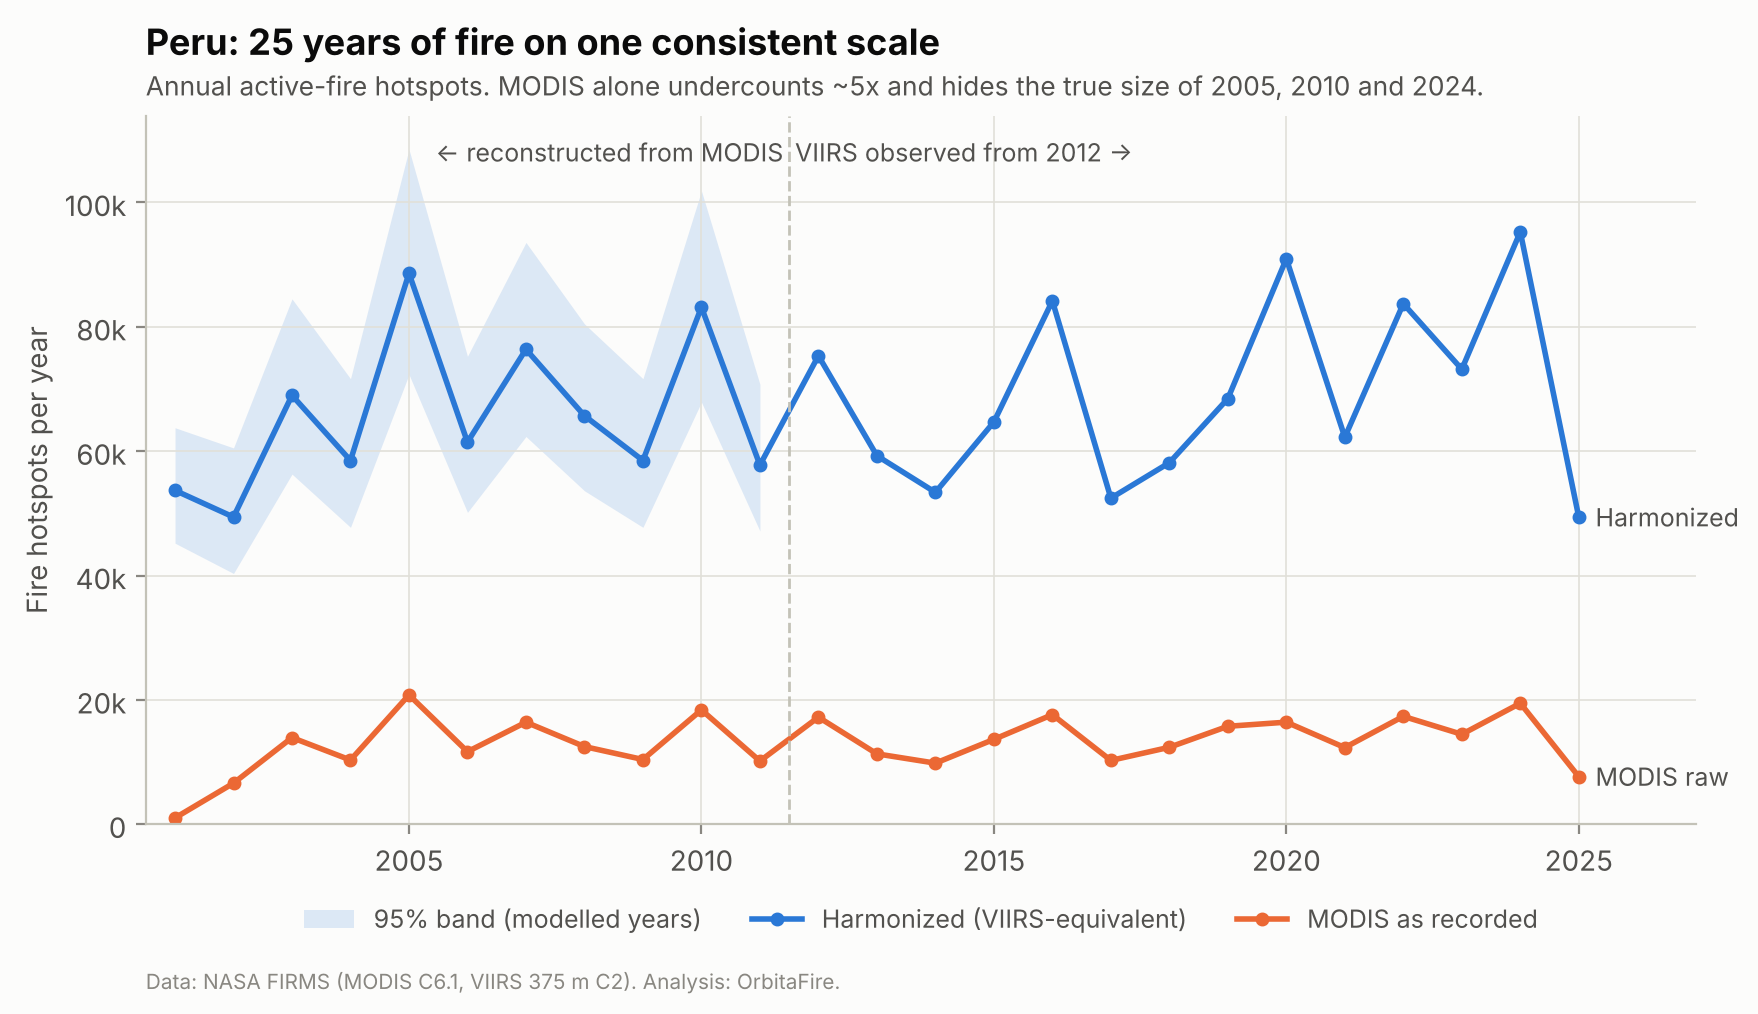 Peru: 25 years of fire on one consistent scale
Annual active-fire hotspots. MODIS alone undercounts ~5x and hides the true size of 2005, 2010 and 2024.
← reconstructed from MODIS
VIIRS observed from 2012 →
Fire hotspots per year
100k
80k
60k
40k
20k
0
Harmonized
MODIS raw
2005
2010
2015
2020
2025
95% band (modelled years)
Harmonized (VIIRS-equivalent)
MODIS as recorded
Data: NASA FIRMS (MODIS C6.1, VIIRS 375 m C2). Analysis: OrbitaFire.